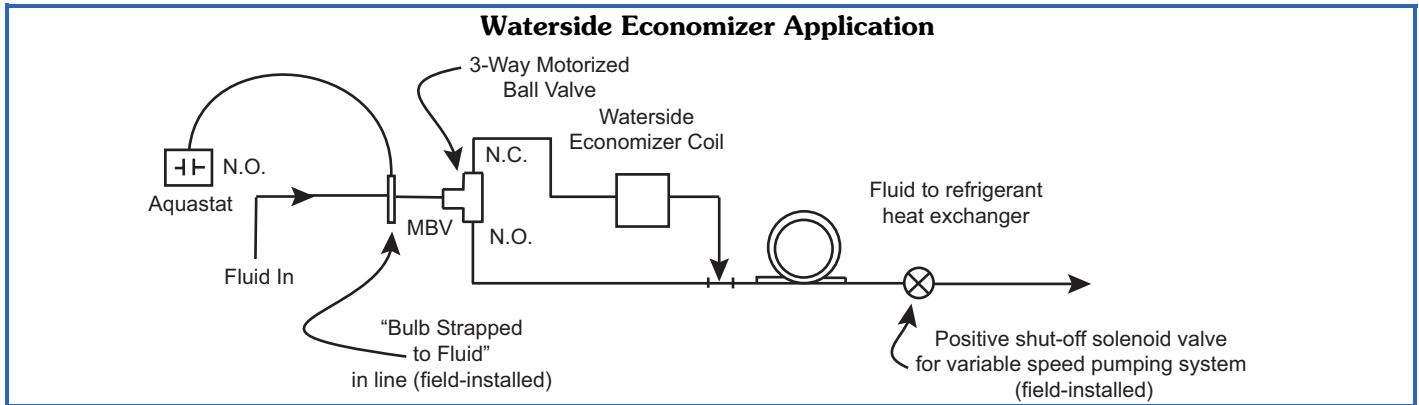 Waterside Economizer Application
3-Way Motorized
Ball Valve
Waterside
Economizer Coil
N.C.
N.O.
Aquastat
Fluid to refrigerant
heat exchanger
MBV
N.O.
Fluid In
“Bulb Strapped
to Fluid”
in line (field-installed)
Positive shut-off solenoid valve
for variable speed pumping system
(field-installed)